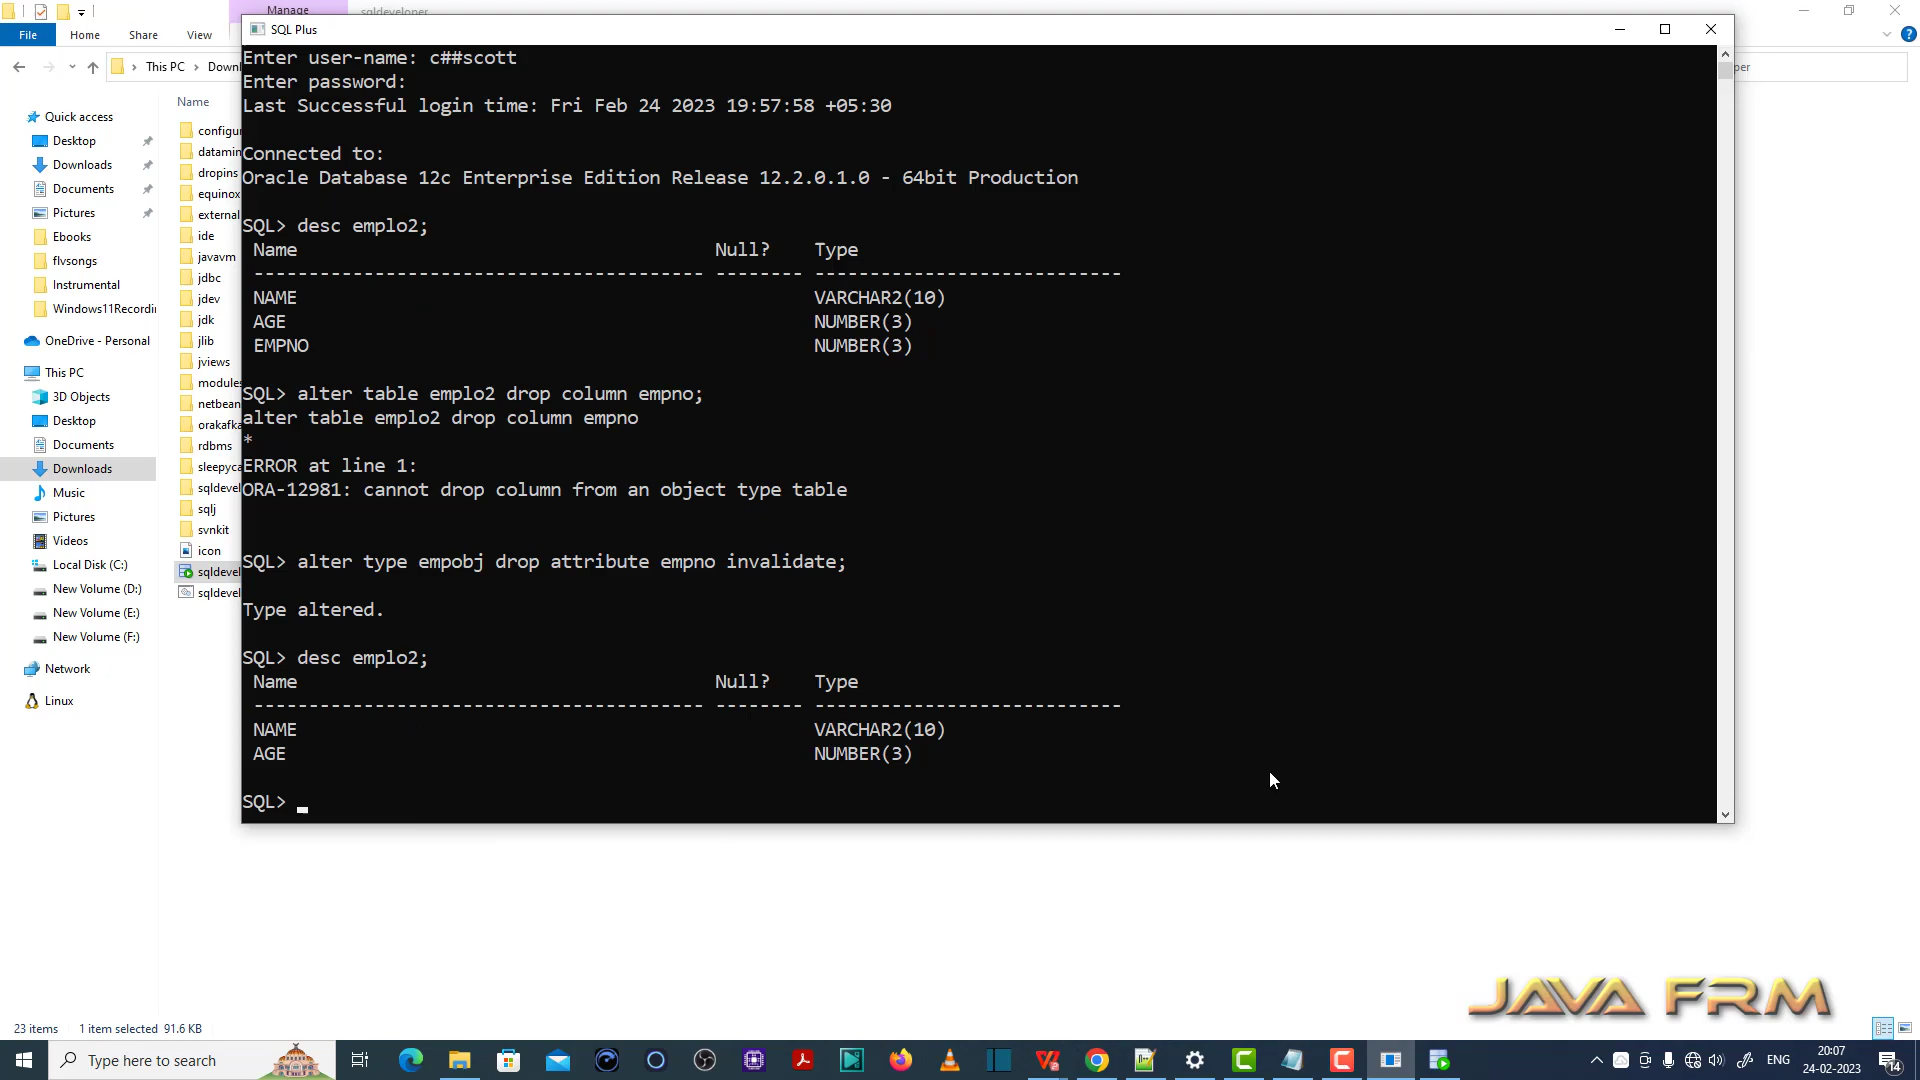 Manage
sqldeveloper
File
Home
Share
View
SQL Plus
This PC
Name
Quick access
Desktop
Downloads
Documents
Pictures
Ebooks
flvsongs
Instrumental
OneDrive - Personal
This PC
3D Objects
Desktop
Documents
Downloads
Music
Pictures
Videos
Local Disk (C:)
New Volume (D:)
New Volume (E:)
New Volume (F:)
Network
Linux
dropins
equinox
external
ide
javavm
jdbc
jdev
jdk
jlib
jviews
modules
rdbms
sqlj
svnkit
icon
Enter user-name: c##scott
Enter password:
Last Successful login time: Fri Feb 24 2023 19:57:58 +05:30
Connected to:
Oracle Database 12c Enterprise Edition Release 12.2.0.1.0 - 64bit Production
SQL> desc emplo2;
Name Null? Type
----------------------------------------- -------- ----------------------------
NAME VARCHAR2(10)
AGE NUMBER(3)
EMPNO NUMBER(3)
SQL> alter table emplo2 drop column empno;
alter table emplo2 drop column empno
*
ERROR at line 1:
ORA-12981: cannot drop column from an object type table
SQL> alter type empobj drop attribute empno invalidate;
Type altered.
SQL> desc emplo2;
Name Null? Type
----------------------------------------- -------- ----------------------------
NAME VARCHAR2(10)
AGE NUMBER(3)
SQL>
JAVA FRM
23 items 1 item selected 91.6 KB
Type here to search
ENG
20:07
24-02-2023
14